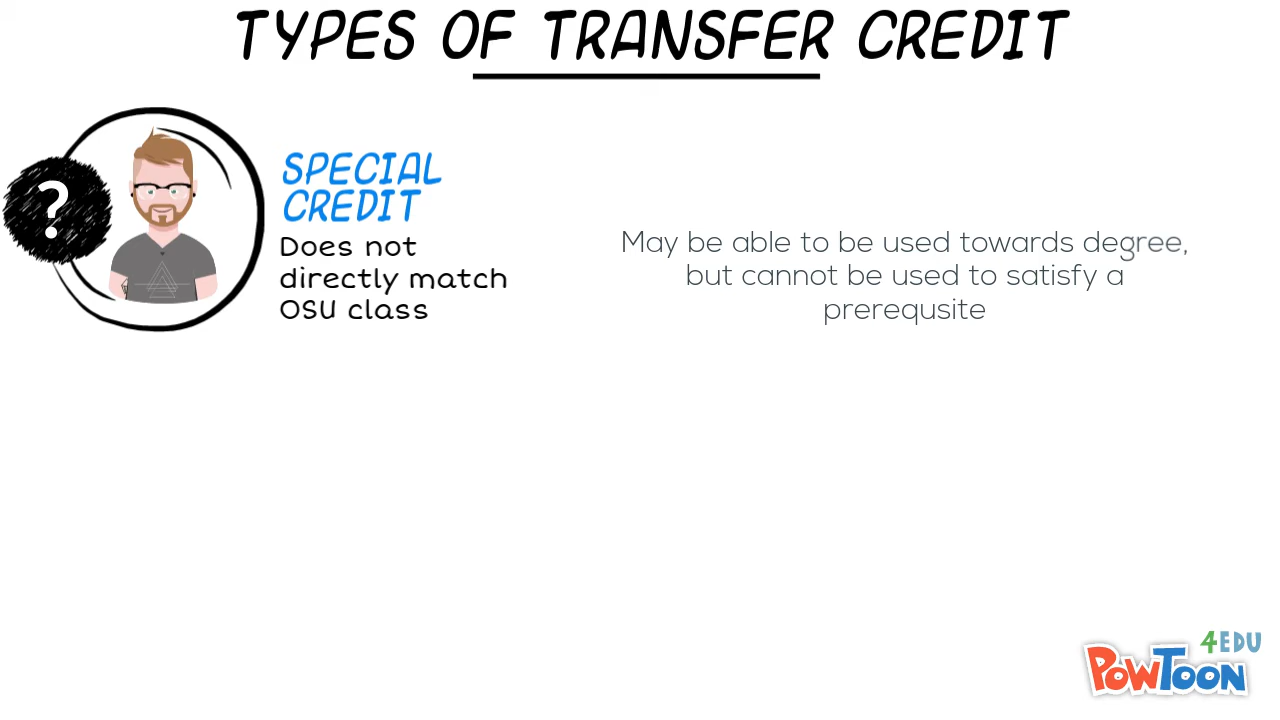 TYPES OF TRANSFER CREDIT
?
SPECIAL
CREDIT
Does not
directly match
OSU class
May be able to be used towards degree,
but cannot be used to satisfy a
prerequsite
4EDU
POWTOON